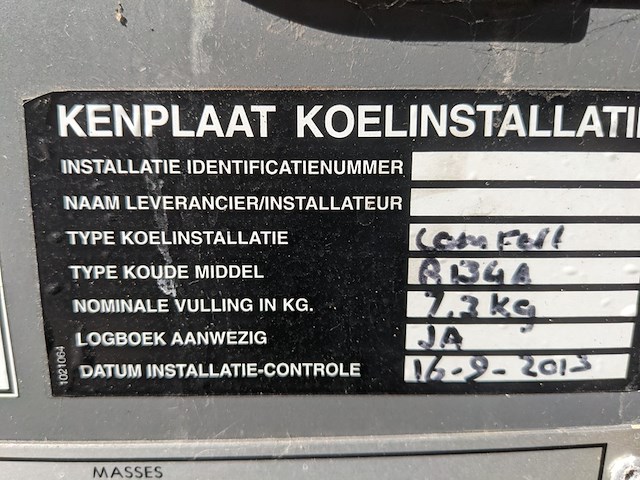 KENPLAAT KOELINSTALLATI
INSTALLATIE IDENTIFICATIENUMMER
NAAM LEVERANCIER/INSTALLATEUR
TYPE KOELINSTALLATIE
TYPE KOUDE MIDDEL R134A
NOMINALE VULLING IN KG. 7,3 kg
LOGBOEK AANWEZIG JA
DATUM INSTALLATIE-CONTROLE 16-9-2013
1021064
MASSES